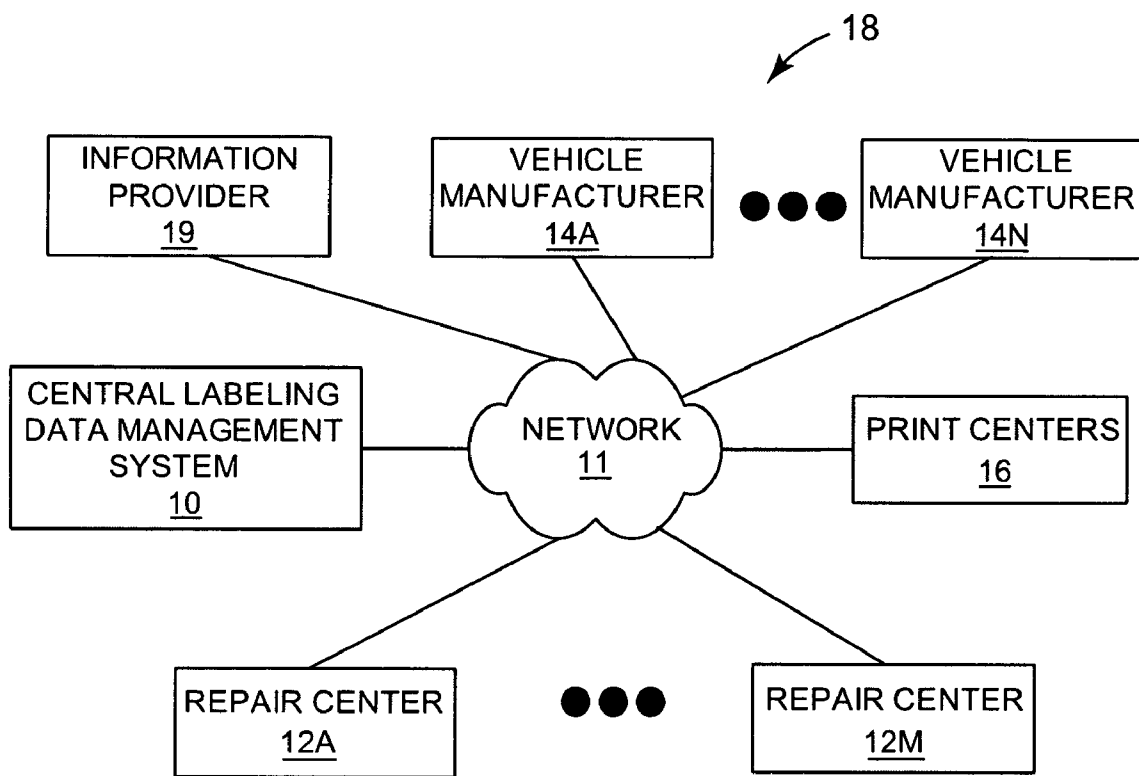 18
INFORMATION
PROVIDER
19
VEHICLE
MANUFACTURER
14A
VEHICLE
MANUFACTURER
14N
CENTRAL LABELING
DATA MANAGEMENT
SYSTEM
10
NETWORK
11
PRINT CENTERS
16
REPAIR CENTER
12A
REPAIR CENTER
12M